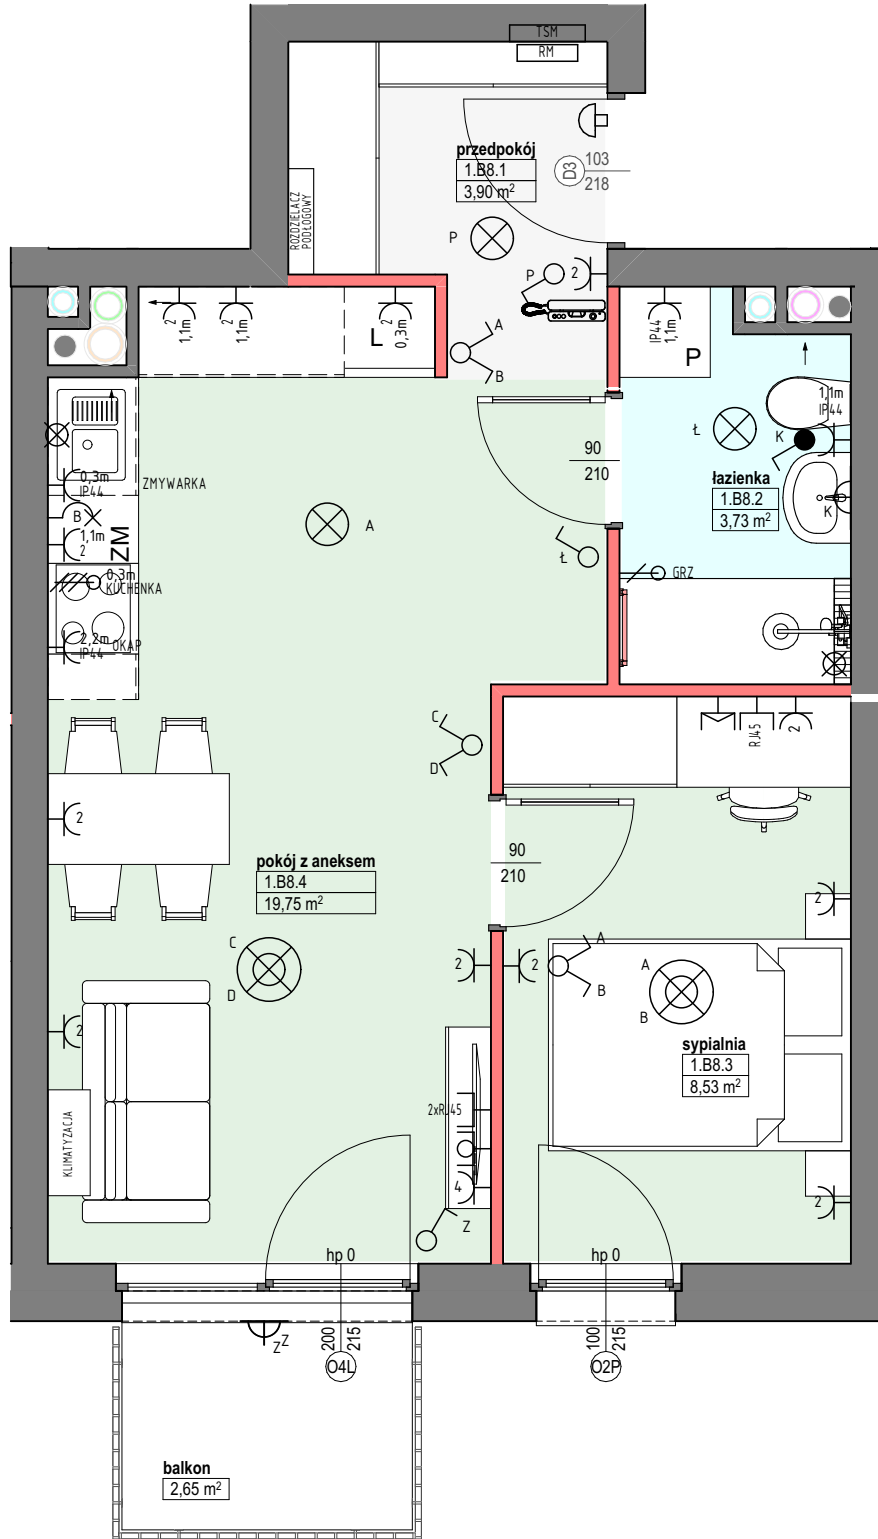 TSM
RM
przedpokój
1.B8.1
3,90 m²
D3
103
218
ROZDZIELACZ
PODŁOGOWY
P
P
2
2
1,1m
2
1,1m
2
0,3m
L
A
B
IP44
1,1m
P
1,1m
IP44
K
Ł
90
210
łazienka
1.B8.2
3,73 m²
K
0,3m
IP44
ZMYWARKA
B
1,1m
2
ZM
A
Ł
0,3m
KUCHENKA
GRZ
2,2m
IP44
OKAP
C
D
RJ45
2
2
pokój z aneksem
1.B8.4
19,75 m²
90
210
2
C
D
2
2
A
B
A
B
sypialnia
1.B8.3
8,53 m²
2
KLIMATYZACJA
2xRJ45
4
Z
2
hp 0
hp 0
Z
Z
200
215
O4L
100
215
O2P
balkon
2,65 m²